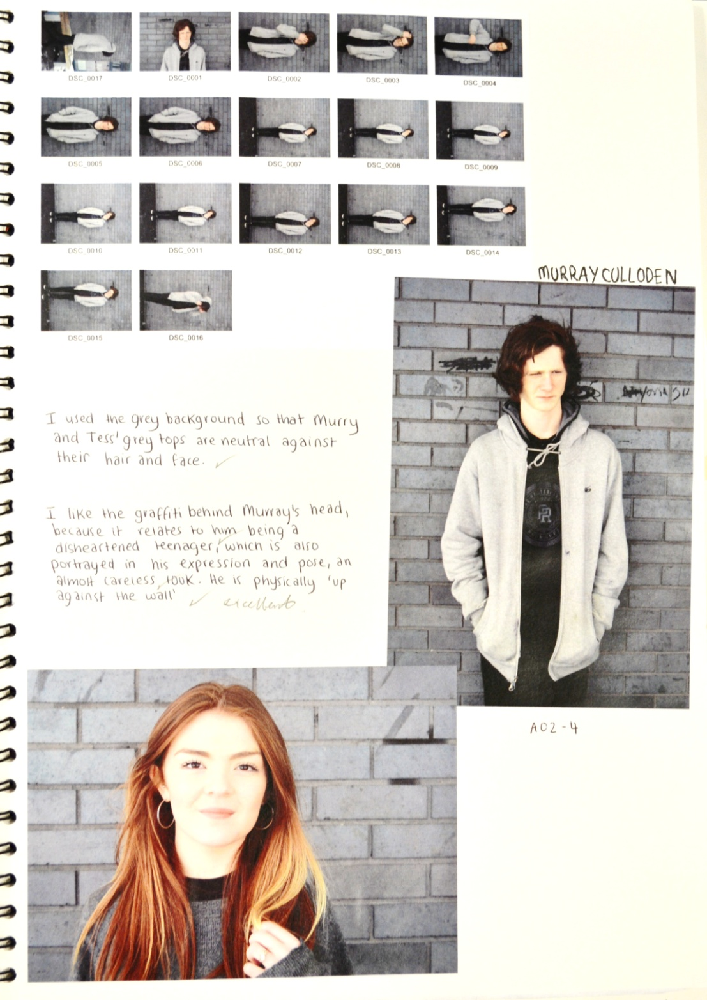 DSC_0017 DSC_0001 DSC_0002 DSC_0003 DSC_0004
DSC_0005 DSC_0006 DSC_0007 DSC_0008 DSC_0009
DSC_0010 DSC_0011 DSC_0012 DSC_0013 DSC_0014
DSC_0015 DSC_0016
MURRAY CULLODEN
I used the grey background so that Murry
and Tess' grey tops are neutral against
their hair and face.
I like the graffiti behind Murray's head,
because it relates to him being a
disheartened teenager, which is also
portrayed in his expression and pose, an
almost careless look. He is physically 'up
against the wall'
excellent
A02-4